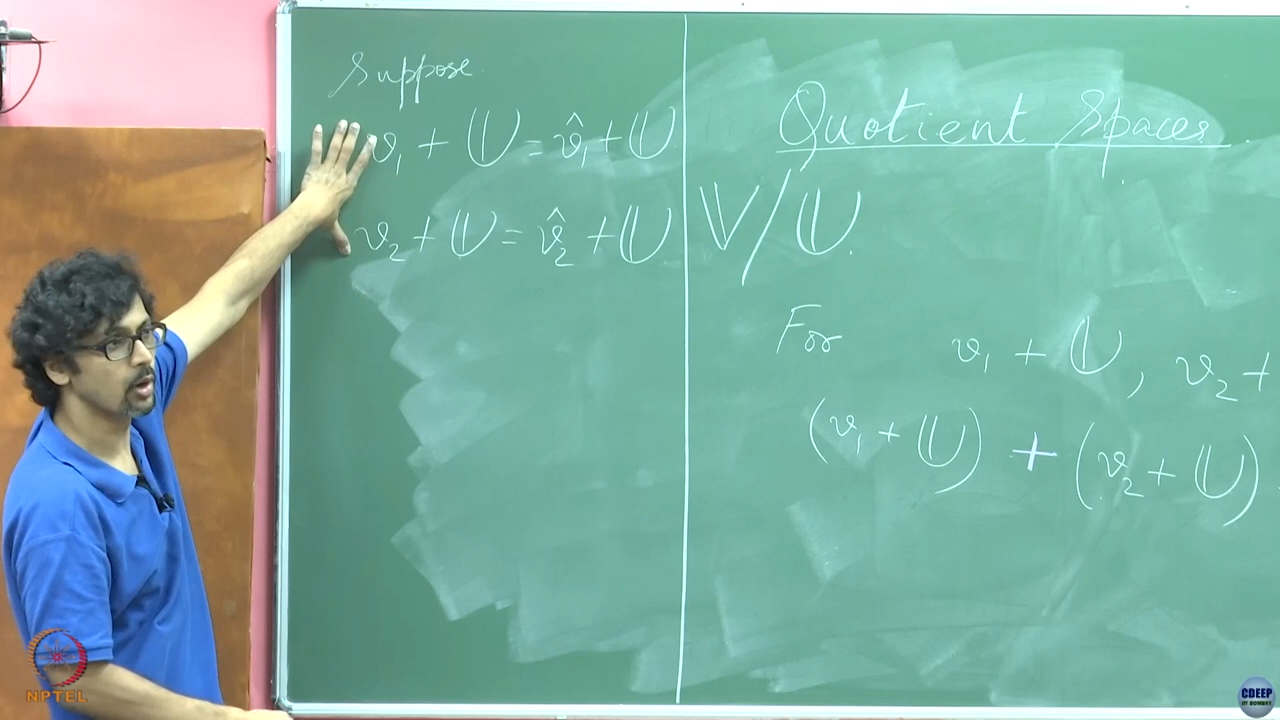 Suppose
v₁ + 𝕌 = v̂₁ + 𝕌
v₂ + 𝕌 = v̂₂ + 𝕌
Quotient Spaces.
𝕍/𝕌.
For v₁ + 𝕌, v₂ +
(v₁ + 𝕌) + (v₂ + 𝕌)
NPTEL
CDEEP
IIT BOMBAY